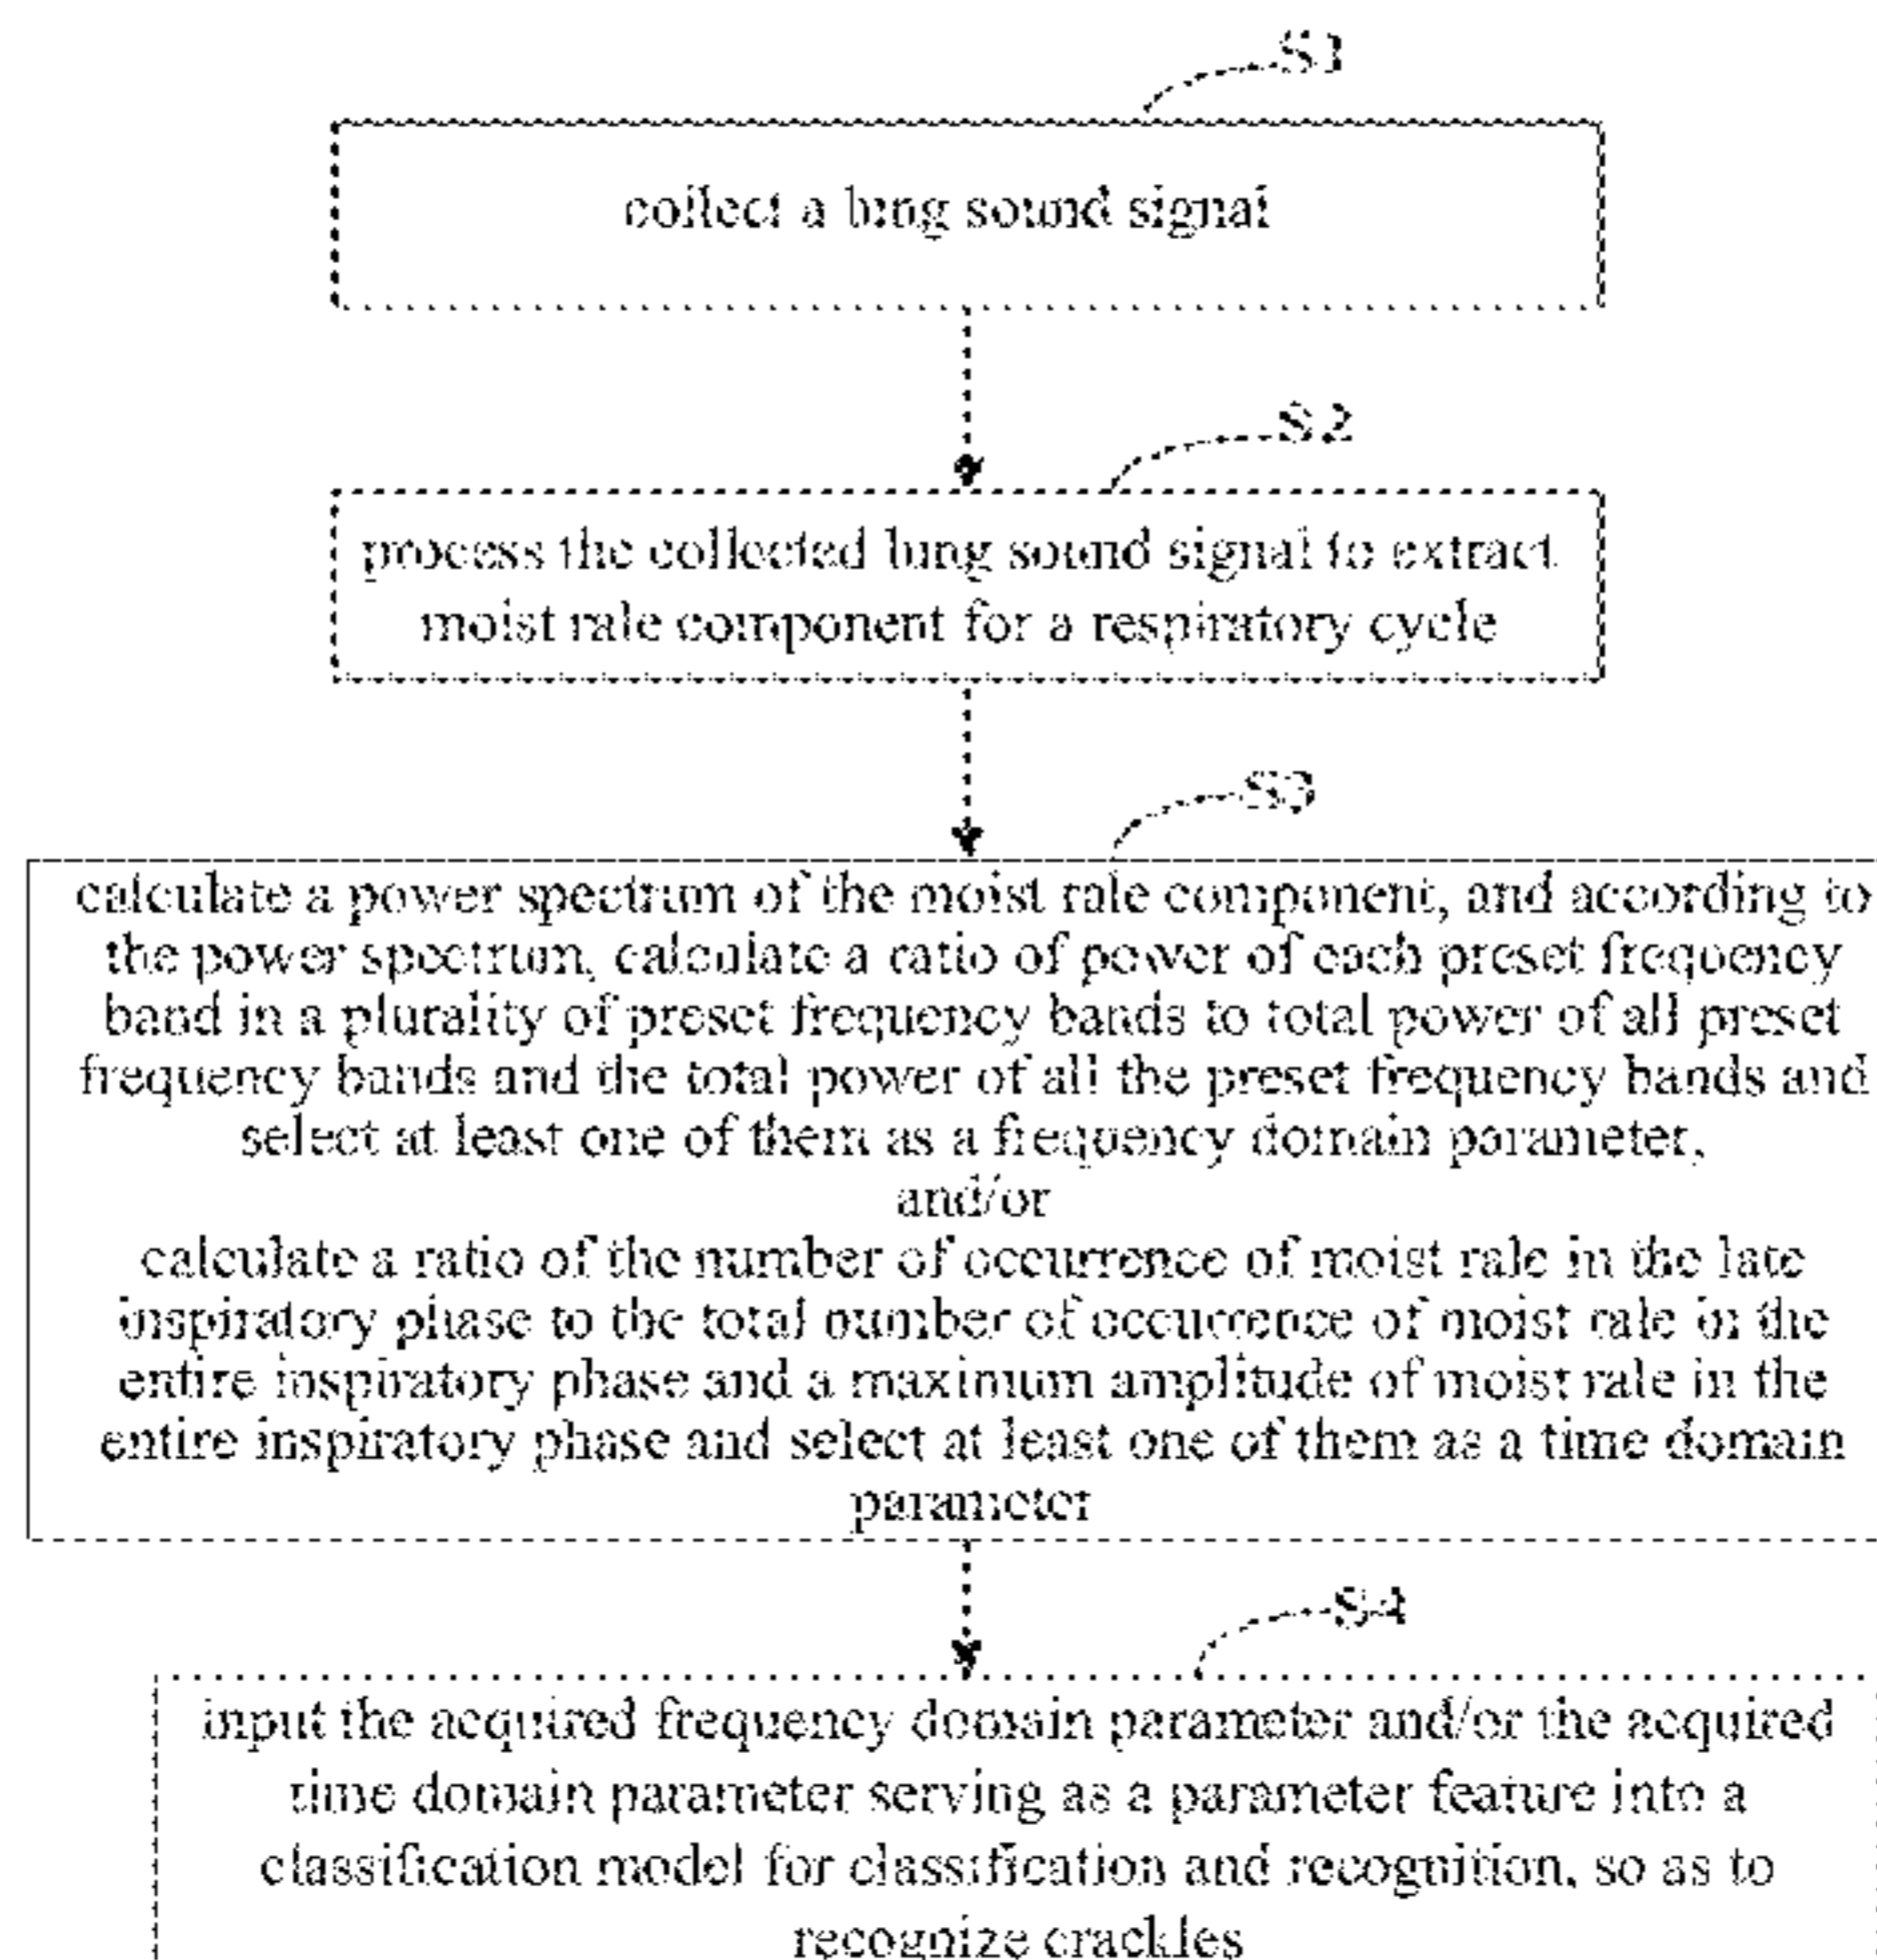 S1
collect a lung sound signal
S2
process the collected lung sound signal to extract
moist rale component for a respiratory cycle
S3
calculate a power spectrum of the moist rale component, and according to
the power spectrum, calculate a ratio of power of each preset frequency
band in a plurality of preset frequency bands to total power of all preset
frequency bands and the total power of all the preset frequency bands and
select at least one of them as a frequency domain parameter,
and/or
calculate a ratio of the number of occurrence of moist rale in the late
inspiratory phase to the total number of occurrence of moist rale in the
entire inspiratory phase and a maximum amplitude of moist rale in the
entire inspiratory phase and select at least one of them as a time domain
parameter
S4
input the acquired frequency domain parameter and/or the acquired
time domain parameter serving as a parameter feature into a
classification model for classification and recognition, so as to
recognize crackles